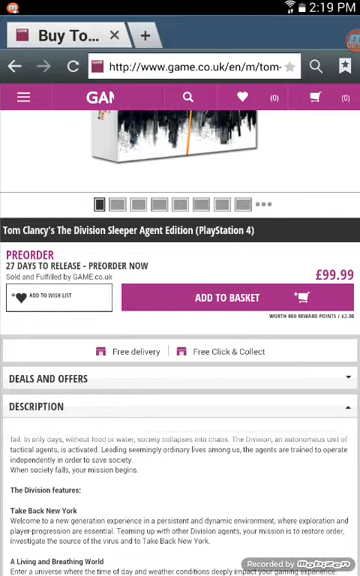 2:19 PM
GAME
Buy To...
http://www.game.co.uk/en/m/tom-
GAM
(0)
(0)
Tom Clancy's The Division Sleeper Agent Edition (PlayStation 4)
PREORDER
27 DAYS TO RELEASE - PREORDER NOW
Sold and Fulfilled by GAME.co.uk
£99.99
ADD TO WISH LIST
ADD TO BASKET
WORTH 800 REWARD POINTS / £2.00
Free delivery
Free Click & Collect
DEALS AND OFFERS
DESCRIPTION
fail. In only days, without food or water, society collapses into chaos. The Division, an autonomous unit of
tactical agents, is activated. Leading seemingly ordinary lives among us, the agents are trained to operate
independently in order to save society.
When society falls, your mission begins.
The Division features:
Take Back New York
Welcome to a new generation experience in a persistent and dynamic environment, where exploration and
player-progression are essential. Teaming up with other Division agents, your mission is to restore order,
investigate the source of the virus and to Take Back New York.
A Living and Breathing World
Enter a universe where the time of day and weather conditions deeply impact your gaming experience.
Recorded by
Mobizen